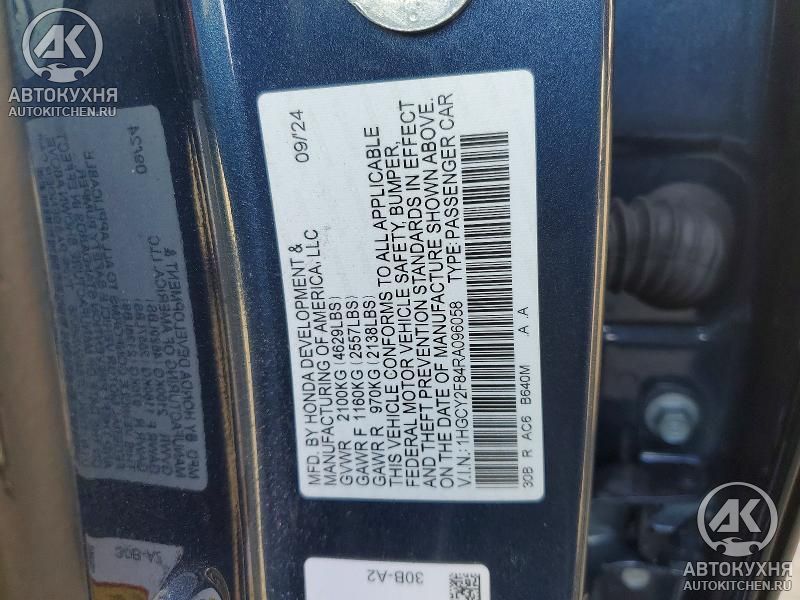 MFD. BY HONDA DEVELOPMENT & 09/'24
MANUFACTURING OF AMERICA, LLC
GVWR 2100KG (4629LBS)
GAWR F 1160KG (2557LBS)
GAWR R 970KG (2138LBS)
THIS VEHICLE CONFORMS TO ALL APPLICABLE
FEDERAL MOTOR VEHICLE SAFETY, BUMPER,
AND THEFT PREVENTION STANDARDS IN EFFECT
ON THE DATE OF MANUFACTURE SHOWN ABOVE.
V.I.N.: 1HGCY2F84RA096058 TYPE: PASSENGER CAR
30B R AC6 B640M A A
30B-A2
АК
АВТОКУХНЯ
AUTOKITCHEN.RU
АК
АВТОКУХНЯ
AUTOKITCHEN.RU